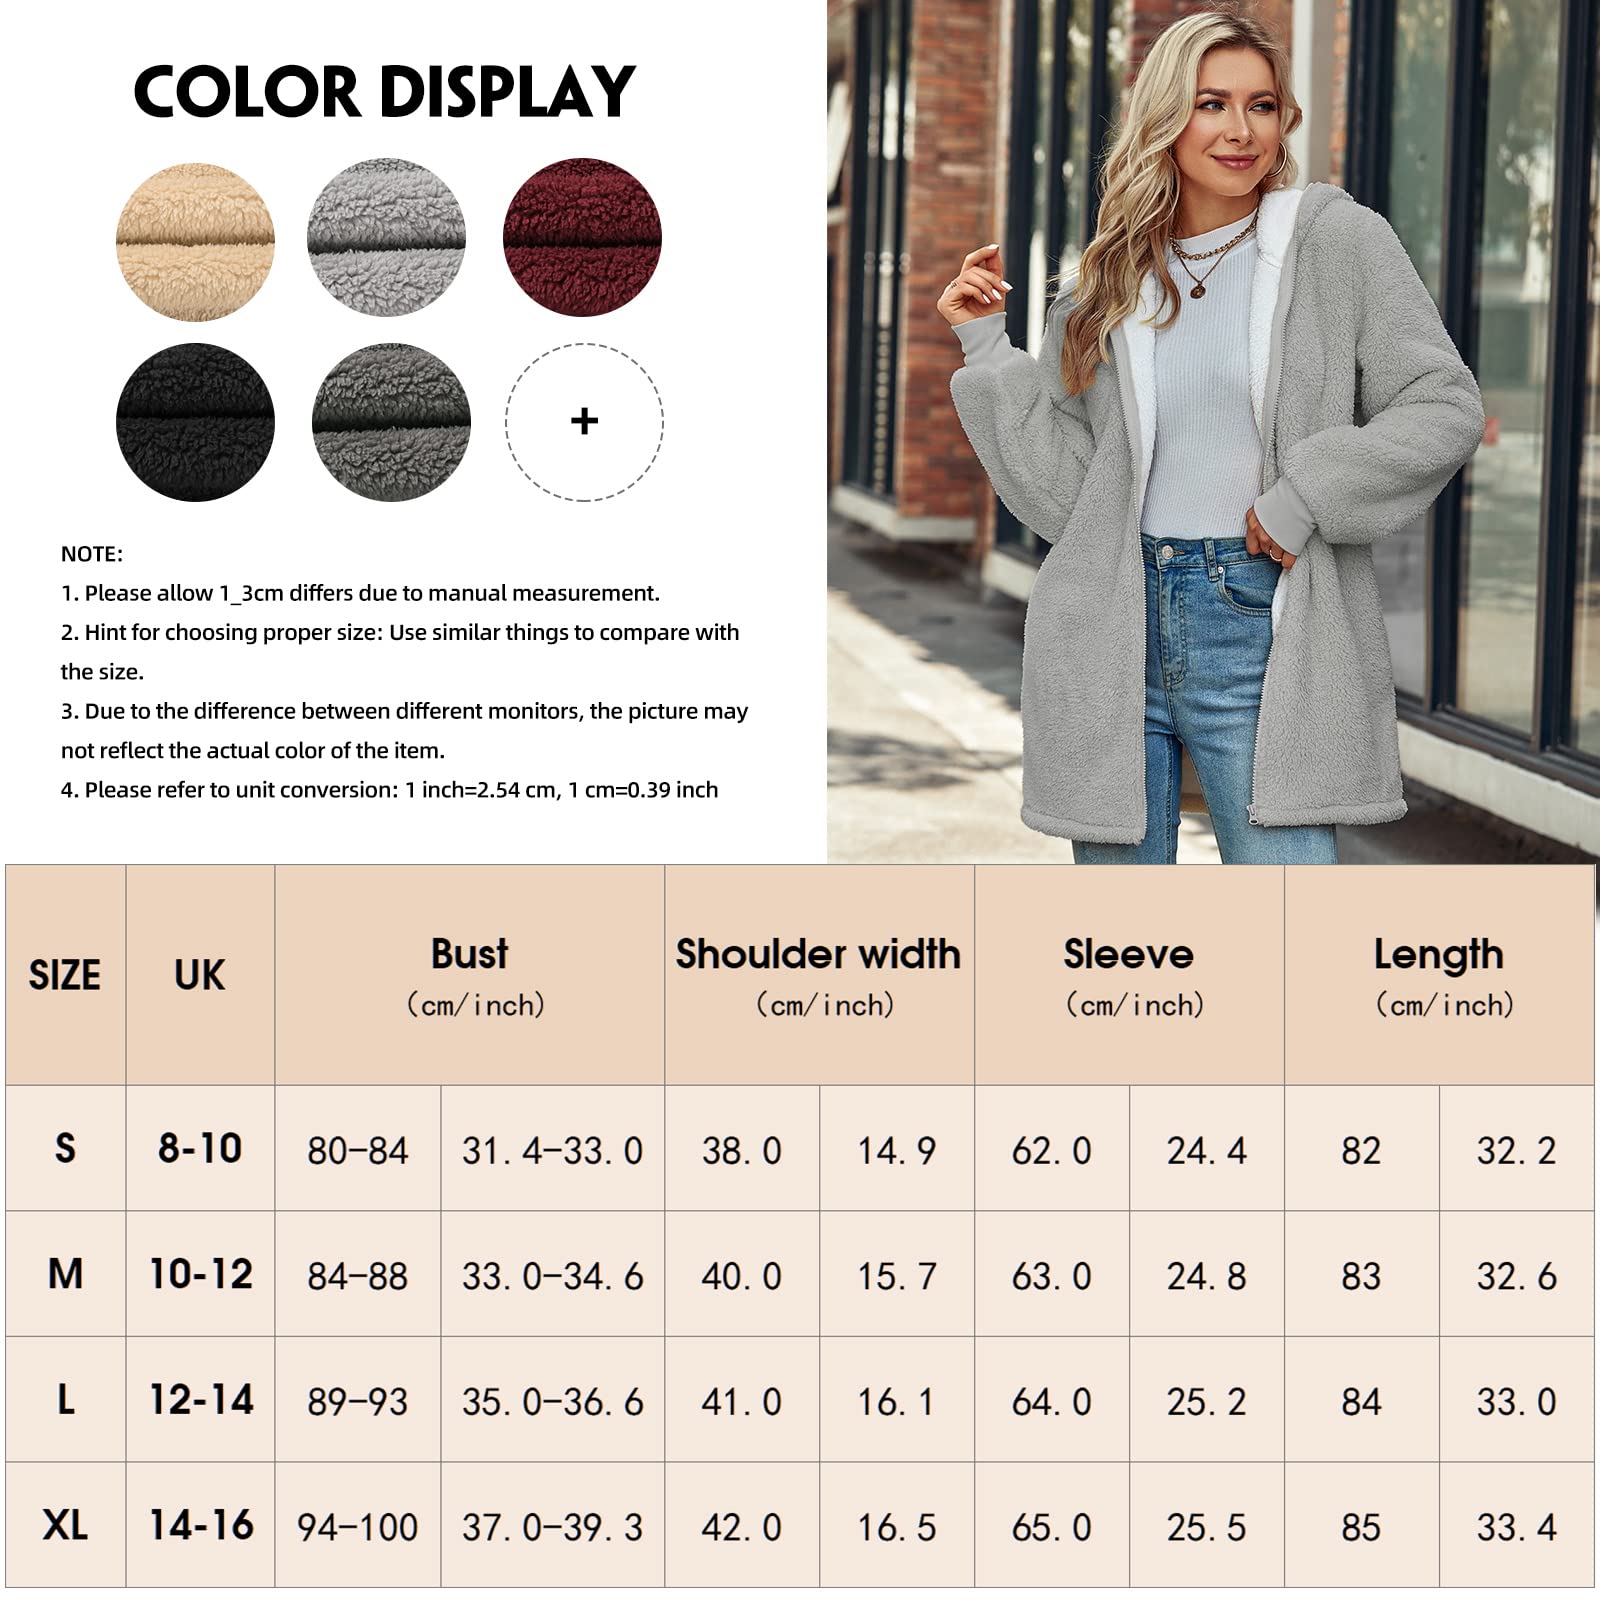 COLOR DISPLAY
+
NOTE:
1. Please allow 1_3cm differs due to manual measurement.
2. Hint for choosing proper size: Use similar things to compare with
the size.
3. Due to the difference between different monitors, the picture may
not reflect the actual color of the item.
4. Please refer to unit conversion: 1 inch=2.54 cm, 1 cm=0.39 inch
SIZE UK Bust (cm/inch) Shoulder width (cm/inch) Sleeve (cm/inch) Length (cm/inch)
S 8-10 80-84 31.4-33.0 38.0 14.9 62.0 24.4 82 32.2
M 10-12 84-88 33.0-34.6 40.0 15.7 63.0 24.8 83 32.6
L 12-14 89-93 35.0-36.6 41.0 16.1 64.0 25.2 84 33.0
XL 14-16 94-100 37.0-39.3 42.0 16.5 65.0 25.5 85 33.4